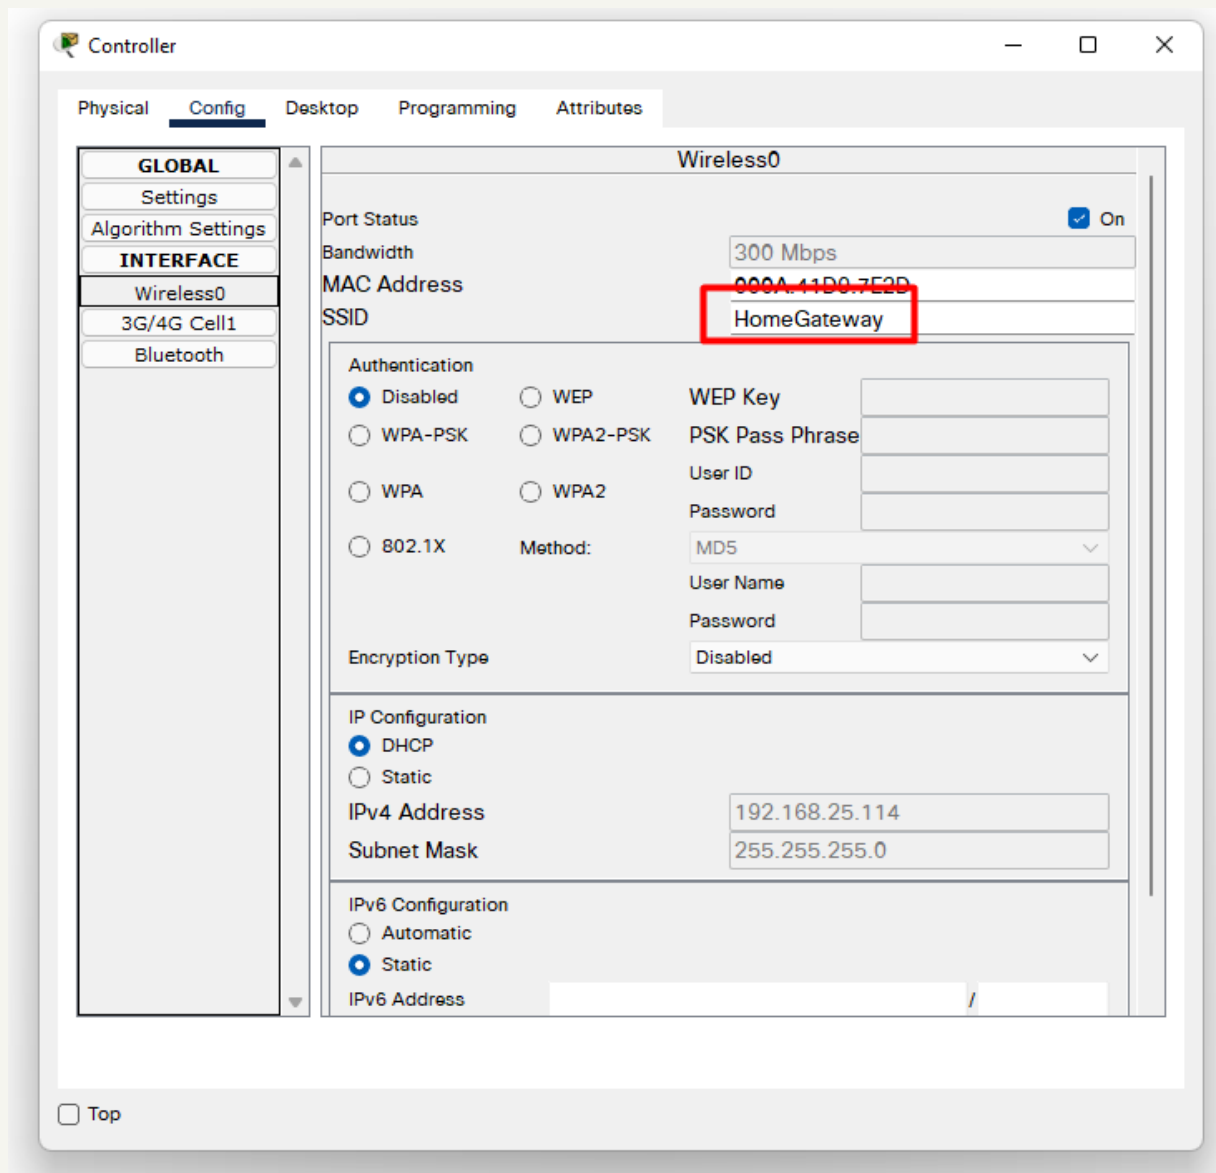 Controller
Physical Config Desktop Programming Attributes
GLOBAL
Settings
Algorithm Settings
INTERFACE
Wireless0
3G/4G Cell1
Bluetooth
Wireless0
Port Status On
Bandwidth 300 Mbps
MAC Address 000A.41D0.7E2D
SSID HomeGateway
Authentication
Disabled WEP WEP Key
WPA-PSK WPA2-PSK PSK Pass Phrase
User ID
WPA WPA2
Password
802.1X Method: MD5
User Name
Password
Encryption Type Disabled
IP Configuration
DHCP
Static
IPv4 Address 192.168.25.114
Subnet Mask 255.255.255.0
IPv6 Configuration
Automatic
Static
IPv6 Address /
Top